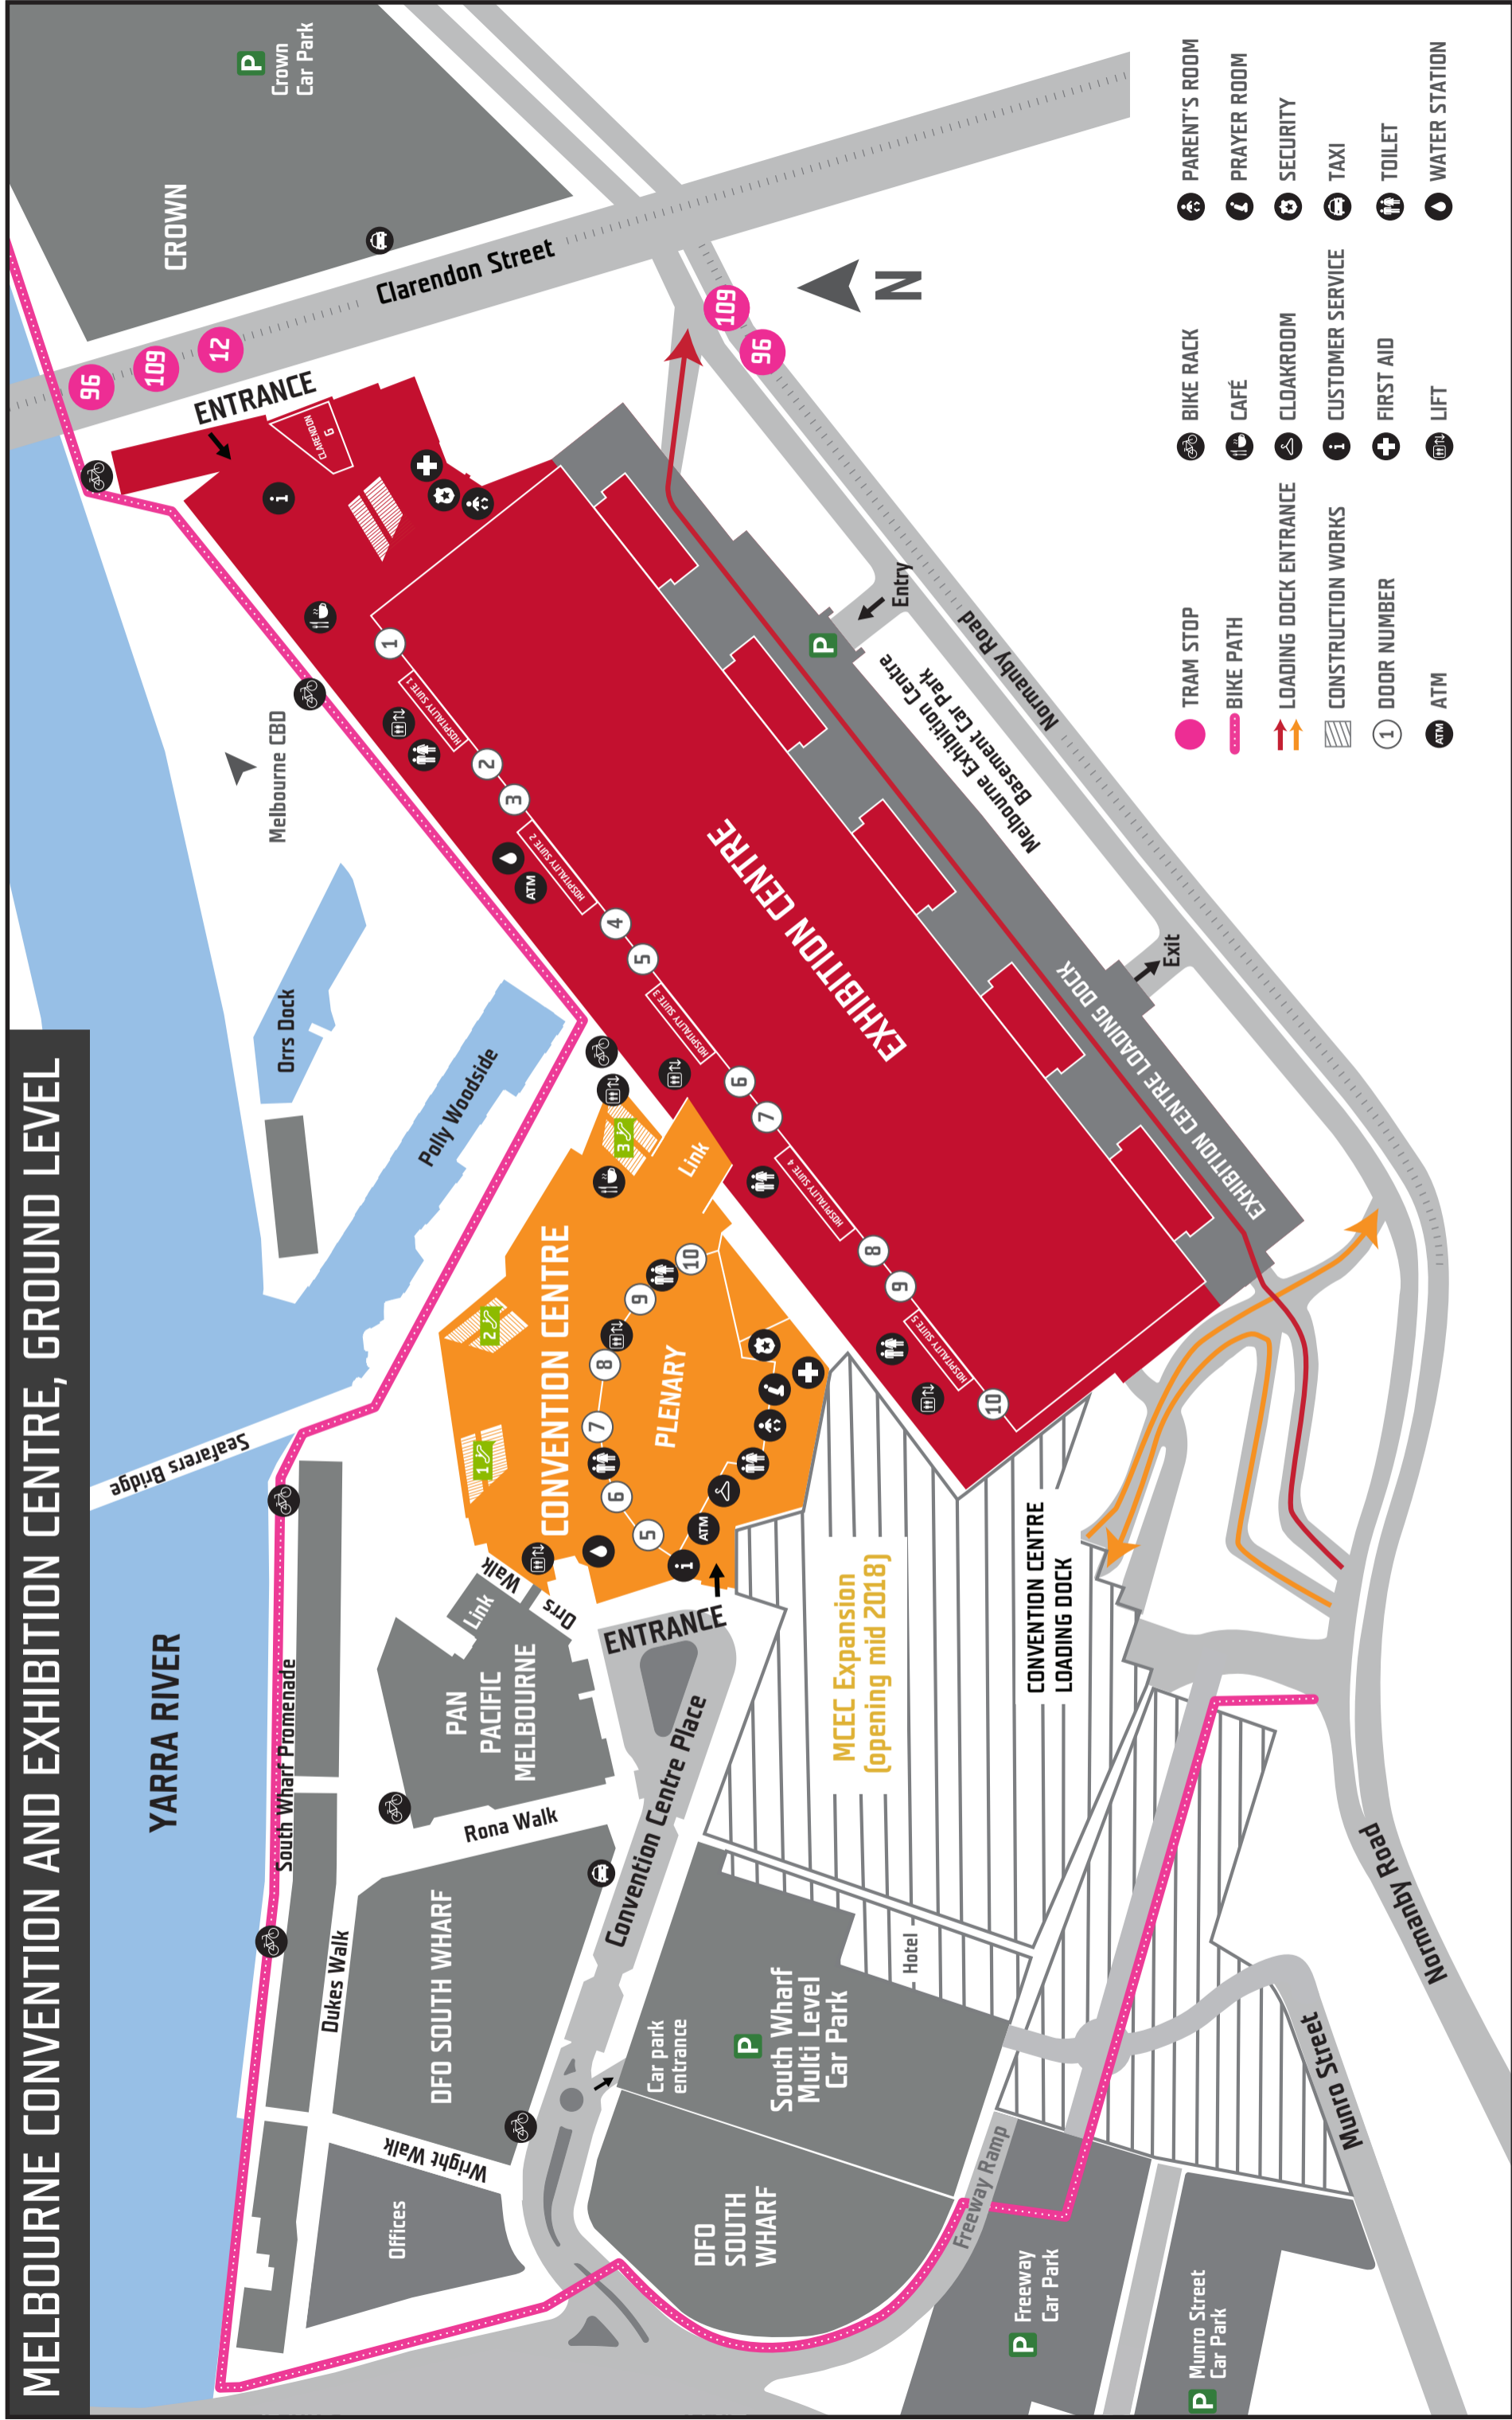 MELBOURNE CONVENTION AND EXHIBITION CENTRE, GROUND LEVEL
YARRA RIVER
Seafarers Bridge
South Wharf Promenade
Dukes Walk
Wright Walk
Offices
DFO SOUTH WHARF
Rona Walk
PAN
PACIFIC
MELBOURNE
Link
Orrs
Walk
Convention Centre Place
ENTRANCE
Car park
entrance
P
South Wharf
Multi Level
Car Park
DFO
SOUTH
WHARF
Hotel
Freeway Ramp
P
Freeway
Car Park
P
Munro Street
Car Park
Munro Street
Normanby Road
MCEC Expansion
(opening mid 2018)
CONVENTION CENTRE
LOADING DOCK
CONVENTION CENTRE
PLENARY
1
2
3
5
6
7
8
9
10
i
ATM
i
Link
Polly Woodside
Orrs Dock
Melbourne CBD
EXHIBITION CENTRE
1
HOSPITALITY SUITE 1
2
3
HOSPITALITY SUITE 2
4
5
HOSPITALITY SUITE 3
6
7
HOSPITALITY SUITE 4
8
9
HOSPITALITY SUITE 5
10
ATM
i
CLARENDON
G
ENTRANCE
96
109
12
Clarendon Street
CROWN
P
Crown
Car Park
109
96
N
EXHIBITION CENTRE LOADING DOCK
P
Melbourne Exhibition Centre
Basement Car Park
Entry
Exit
Normanby Road
TRAM STOP
BIKE PATH
LOADING DOCK ENTRANCE
CONSTRUCTION WORKS
1 DOOR NUMBER
ATM ATM
BIKE RACK
CAFÉ
CLOAKROOM
i CUSTOMER SERVICE
FIRST AID
LIFT
PARENT'S ROOM
PRAYER ROOM
SECURITY
TAXI
TOILET
WATER STATION